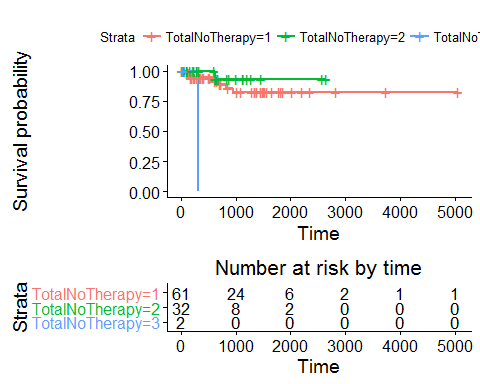 Strata TotalNoTherapy=1 TotalNoTherapy=2 TotalNoT
Survival probability
1.00
0.75
0.50
0.25
0.00
0 1000 2000 3000 4000 5000
Time
Number at risk by time
Strata
TotalNoTherapy=1 61 24 6 2 1 1
TotalNoTherapy=2 32 8 2 0 0 0
TotalNoTherapy=3 2 0 0 0 0 0
0 1000 2000 3000 4000 5000
Time